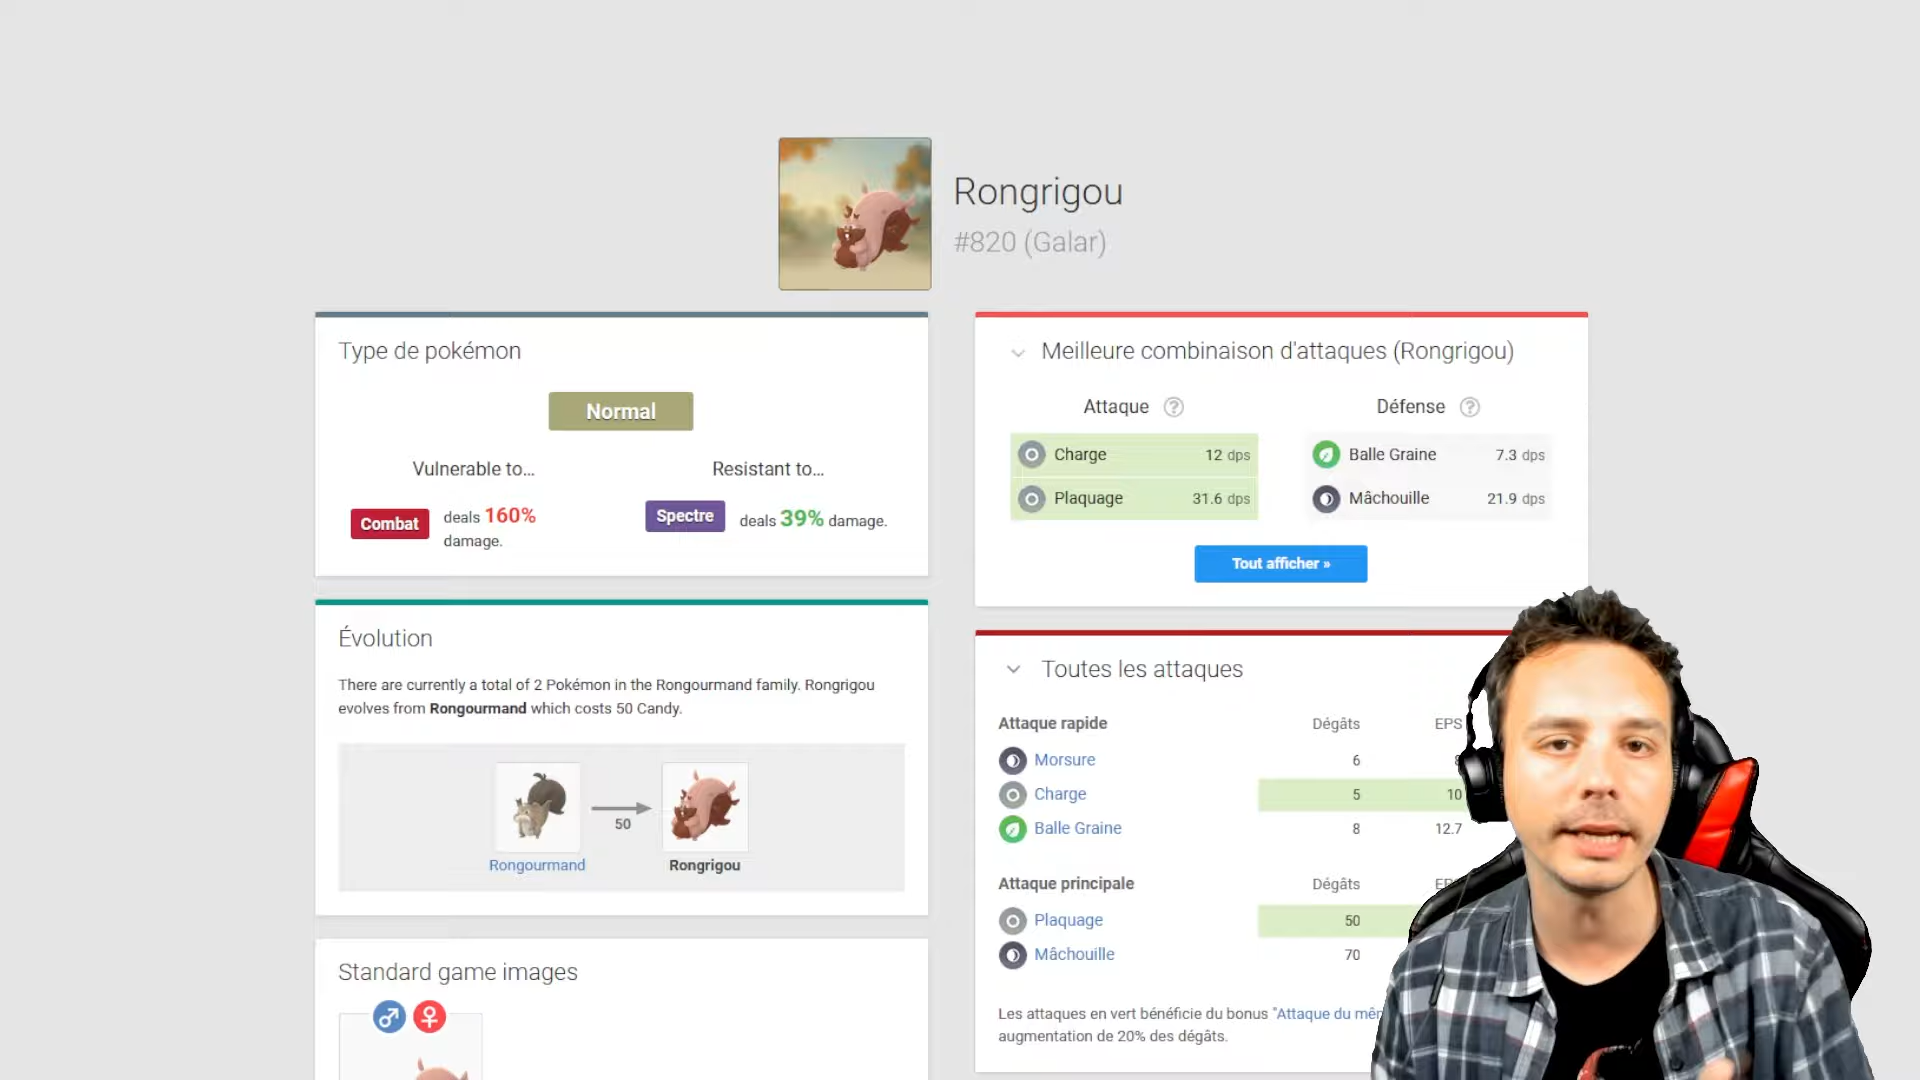 Rongrigou
#820 (Galar)
Type de pokémon
Normal
Vulnerable to...
Combat
deals 160%
damage.
Resistant to...
Spectre
deals 39% damage.
Évolution
There are currently a total of 2 Pokémon in the Rongourmand family. Rongrigou
evolves from Rongourmand which costs 50 Candy.
50
Rongourmand
Rongrigou
Standard game images
Meilleure combinaison d'attaques (Rongrigou)
Attaque ?
Charge 12 dps
Plaquage 31.6 dps
Défense ?
Balle Graine 7.3 dps
Mâchouille 21.9 dps
Tout afficher »
Toutes les attaques
Attaque rapide Dégâts EPS
Morsure 6
Charge 5 10
Balle Graine 8 12.7
Attaque principale Dégâts
Plaquage 50
Mâchouille 70
Les attaques en vert bénéficie du bonus "Attaque du
augmentation de 20% des dégâts.